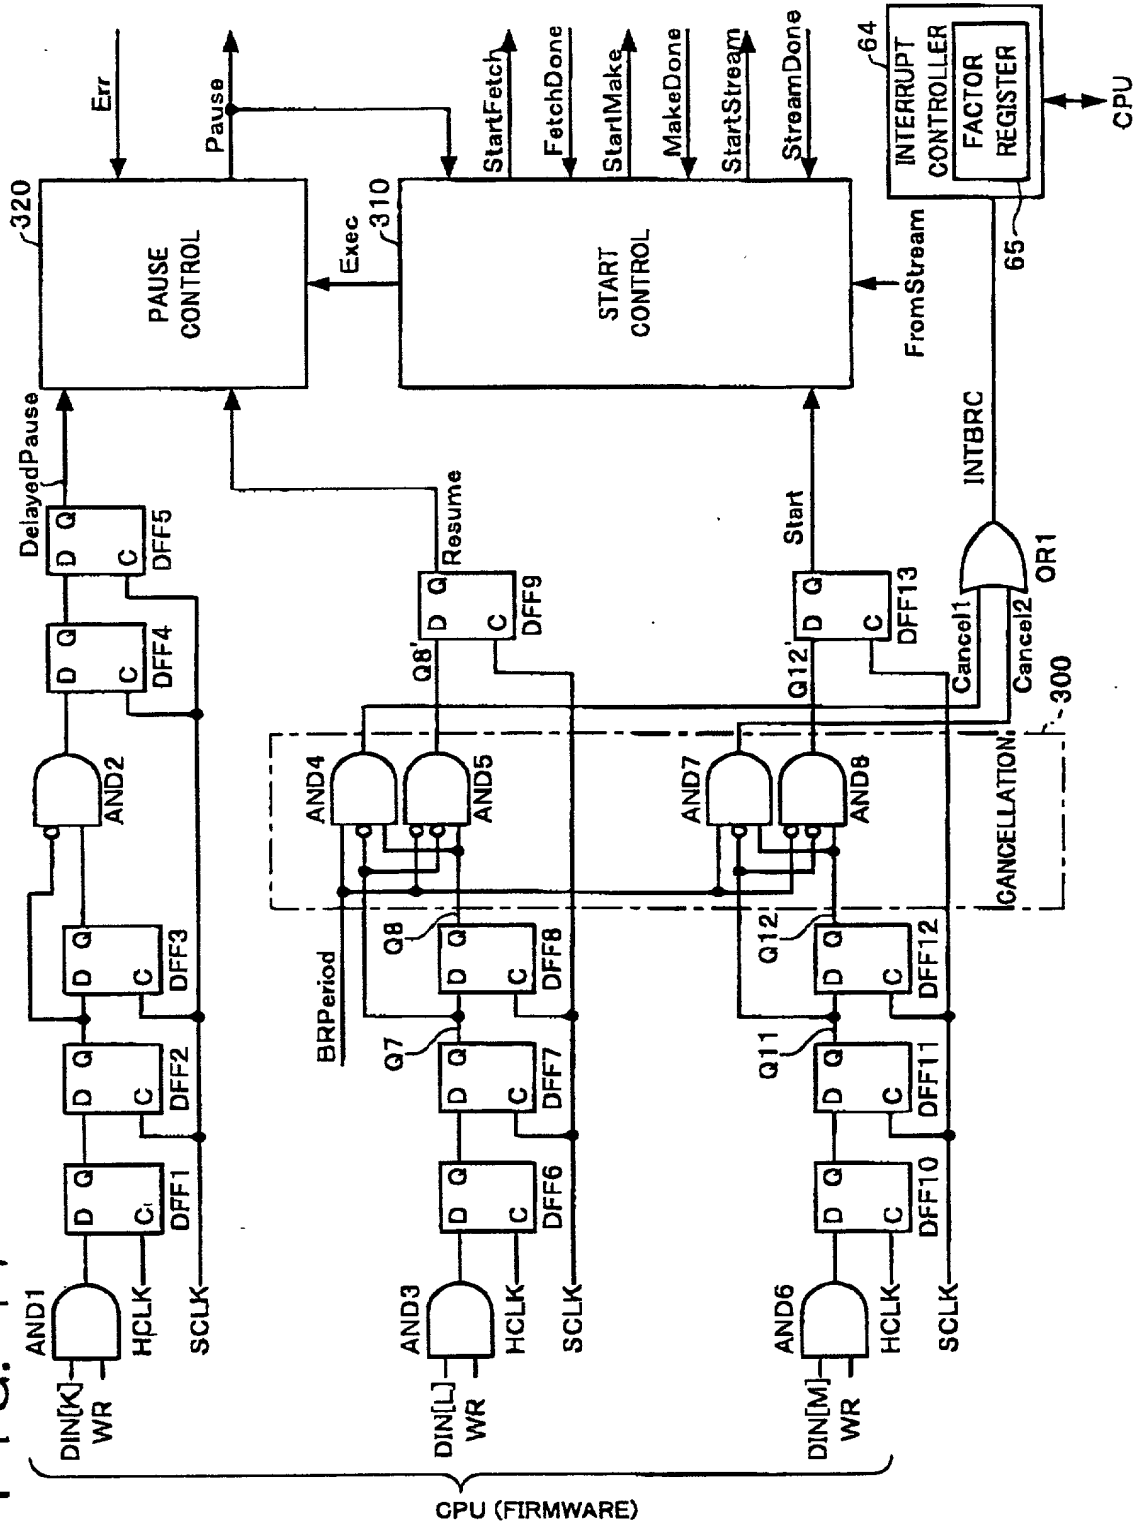 CPU (FIRMWARE)
DIN[K]
WR
AND1
HCLK
SCLK
D Q
C
DFF1
D Q
C
DFF2
D Q
C
DFF3
AND2
D Q
C
DFF4
D Q
C
DFF5
DelayedPause
320
PAUSE
CONTROL
Err
Pause
DIN[L]
WR
AND3
HCLK
SCLK
D Q
C
DFF6
D Q
C
DFF7
Q7
BRPeriod
D Q
C
DFF8
Q8
AND4
AND5
Q8'
D Q
C
DFF9
Resume
Exec
310
START
CONTROL
StartFetch
FetchDone
StartMake
MakeDone
StartStream
StreamDone
FromStream
DIN[M]
WR
AND6
HCLK
SCLK
D Q
C
DFF10
D Q
C
DFF11
Q11
D Q
C
DFF12
Q12
AND7
AND8
Q12'
D Q
C
DFF13
Start
CANCELLATION
300
Cancel1
Cancel2
OR1
INTBRC
64
INTERRUPT
CONTROLLER
FACTOR
REGISTER
65
CPU